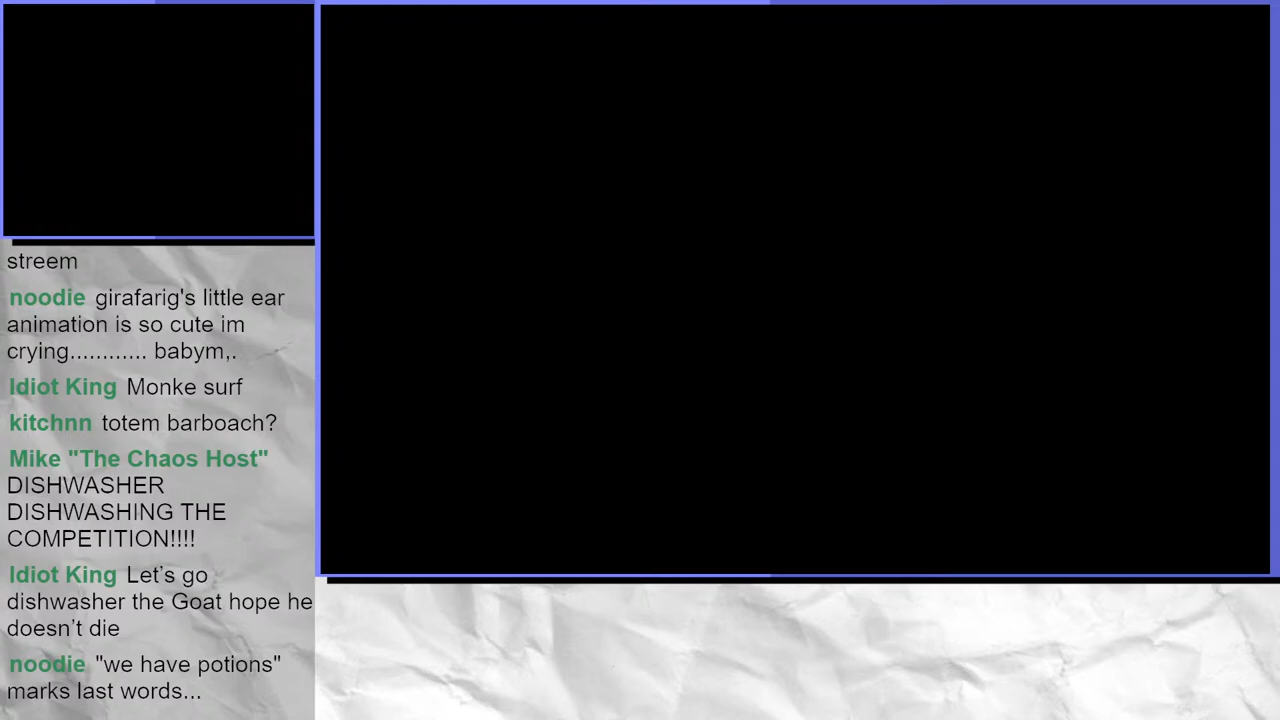 streem
noodie girafarig's little ear
animation is so cute im
crying............ babym,.
Idiot King Monke surf
kitchnn totem barboach?
Mike "The Chaos Host"
DISHWASHER
DISHWASHING THE
COMPETITION!!!!
Idiot King Let’s go
dishwasher the Goat hope he
doesn’t die
noodie "we have potions"
marks last words...